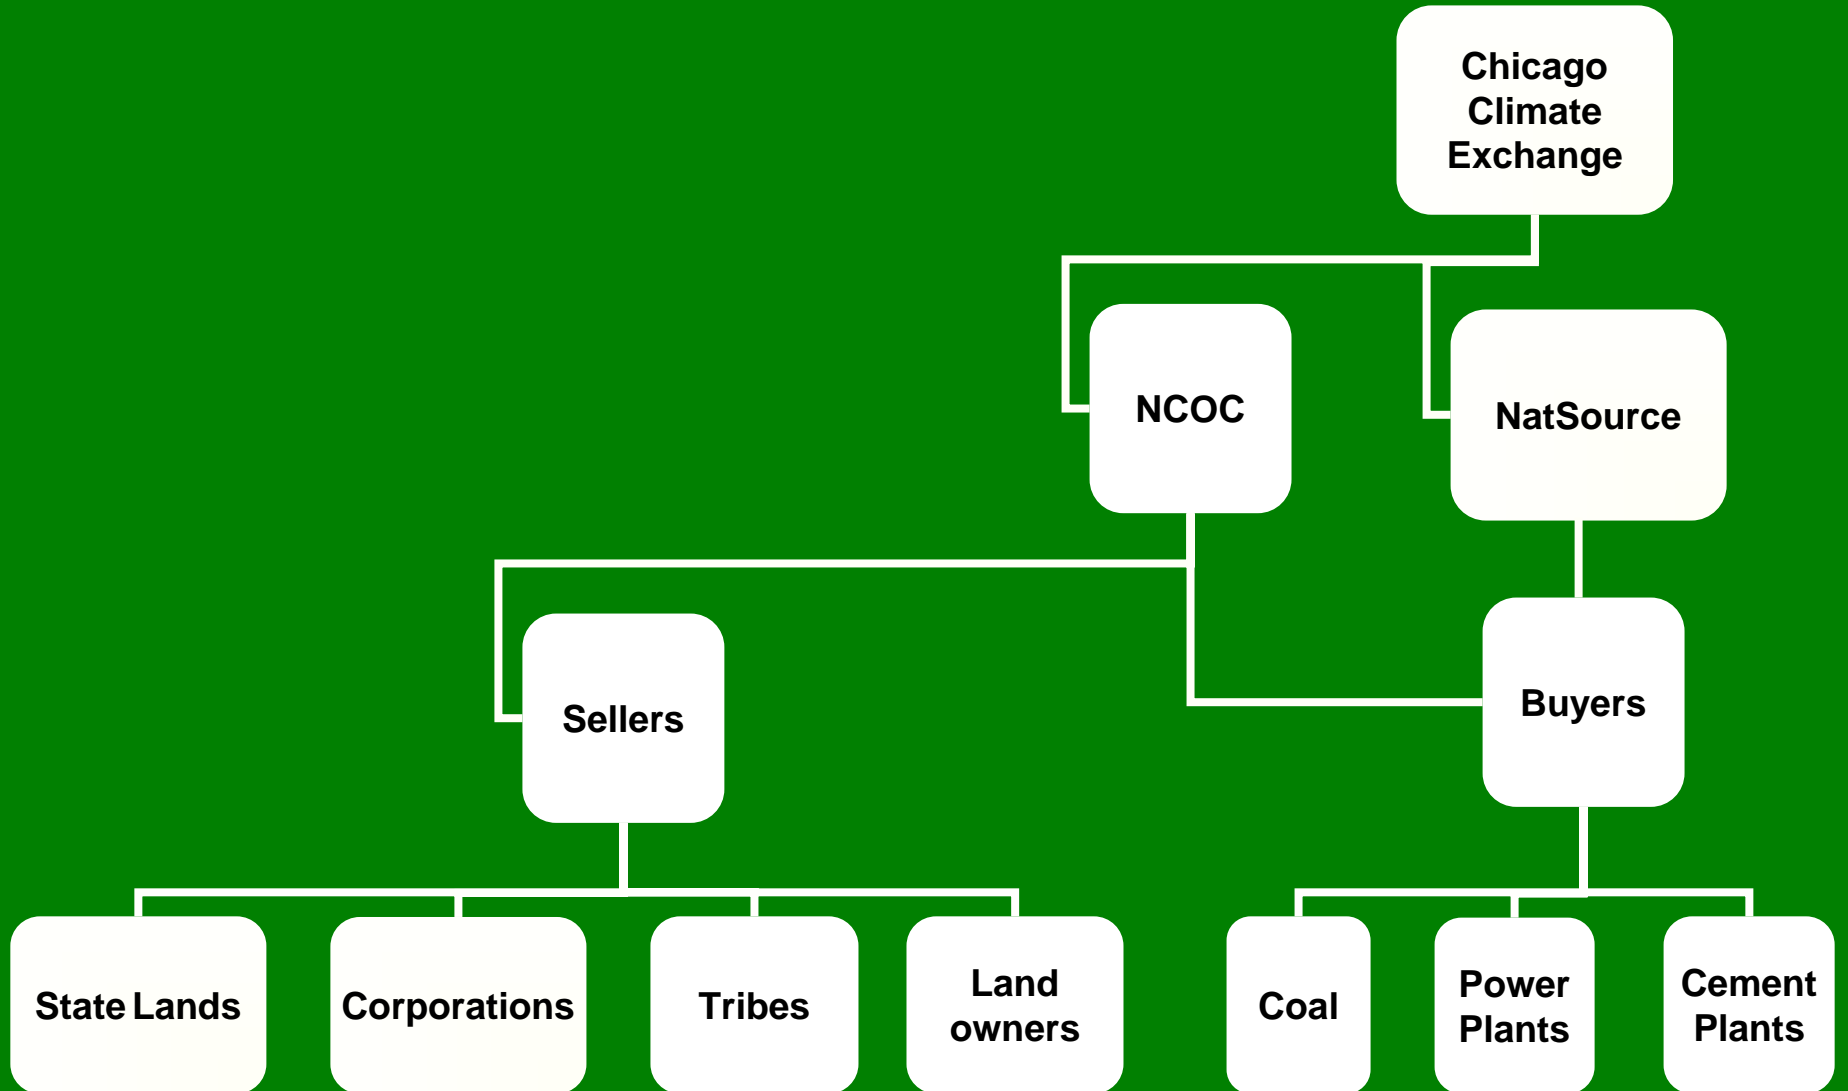 Chicago
Climate
Exchange
NCOC
NatSource
Sellers
Buyers
State Lands
Corporations
Tribes
Land
owners
Coal
Power
Plants
Cement
Plants